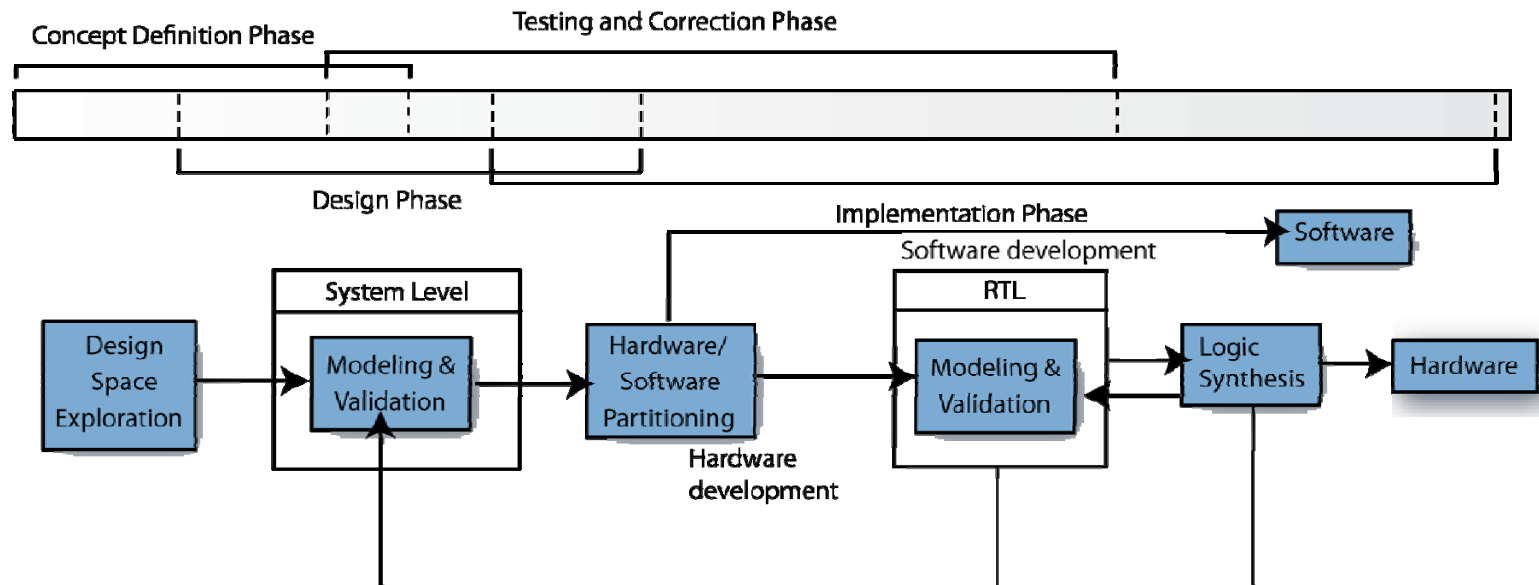 Testing and Correction Phase
Concept Definition Phase
Design Phase
Implementation Phase
Software development
Software
System Level
RTL
Design
Space
Exploration
Modeling &
Validation
Hardware/
Software
Partitioning
Modeling &
Validation
Logic
Synthesis
Hardware
Hardware
development